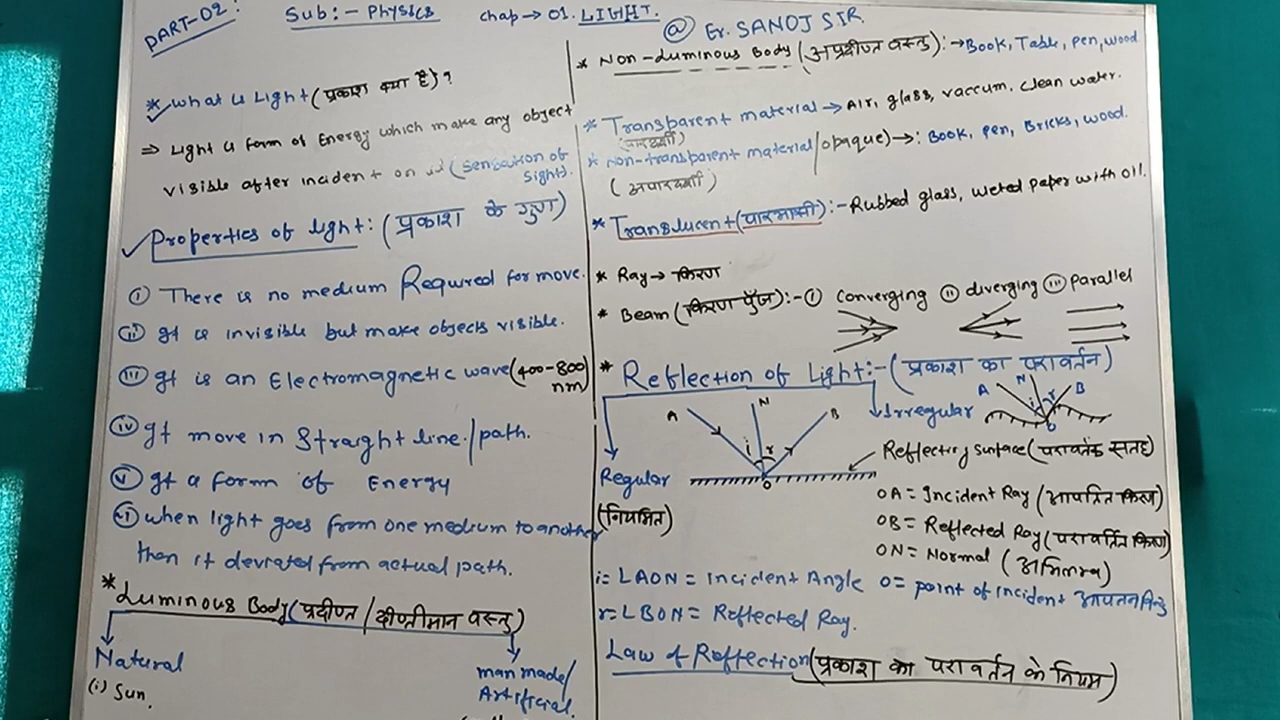 PART-02:
Sub:- Physics
Chap → 01. LIGHT.
@ Er. SANOJ SIR.
* what is Light (प्रकाश क्या है)?
⇒ Light is form of Energy which make any object
visible after incident on it (sensation of
sight).
Properties of light: (प्रकाश के गुण)
(i) There is no medium Required for move.
(ii) It is invisible but make objects visible.
(iii) It is an Electromagnetic wave (400-800
nm)
(iv) It move in Straight line/path.
(v) It a form of Energy
(vi) when light goes from one medium to another
then it deviated from actual path.
* Luminous Body (प्रदीप्त/दीप्तीमान वस्तु)
Natural
(i) Sun.
man made/
Artificial.
* Non-Luminous Body (अप्रदीप्त वस्तु):→ Book, Table, Pen, wood
* Transparent material → Air, glass, vaccum, clean water.
(पारदर्शी)
* Non-transparent material/opaque) →: Book, Pen, Bricks, wood.
(अपारदर्शी)
* Translucent (पारभासी):- Rubbed glass, weted paper with oil.
* Ray → किरण
* Beam (किरण पुँज):- (i) converging (ii) diverging (iii) parallel
* Reflection of Light:- (प्रकाश का परावर्तन)
A N B
i r
O
Irregular
A N B
i r
O
Regular
(नियमित)
Reflecting surface (परावर्तक सतह)
OA = Incident Ray (आपतित किरण)
OB = Reflected Ray (परावर्तित किरण)
ON = Normal (अभिलम्ब)
i = ∠AON = Incident Angle O = point of incident आपतन बिन्दु
r = ∠BON = Reflected Ray.
Law of Reflection (प्रकाश का परावर्तन के नियम)